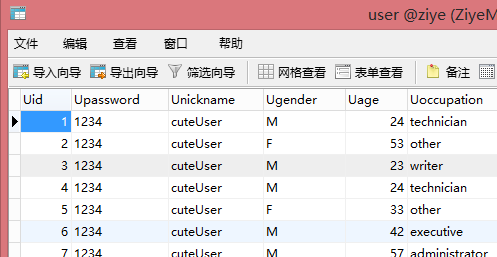 user @ziye (ZiyeM
文件 编辑 查看 窗口 帮助
导入向导 导出向导 筛选向导 网格查看 表单查看 备注
Uid Upassword Unickname Ugender Uage Uoccupation
1 1234 cuteUser M 24 technician
2 1234 cuteUser F 53 other
3 1234 cuteUser M 23 writer
4 1234 cuteUser M 24 technician
5 1234 cuteUser F 33 other
6 1234 cuteUser M 42 executive
7 1234 cuteUser M 57 administrator